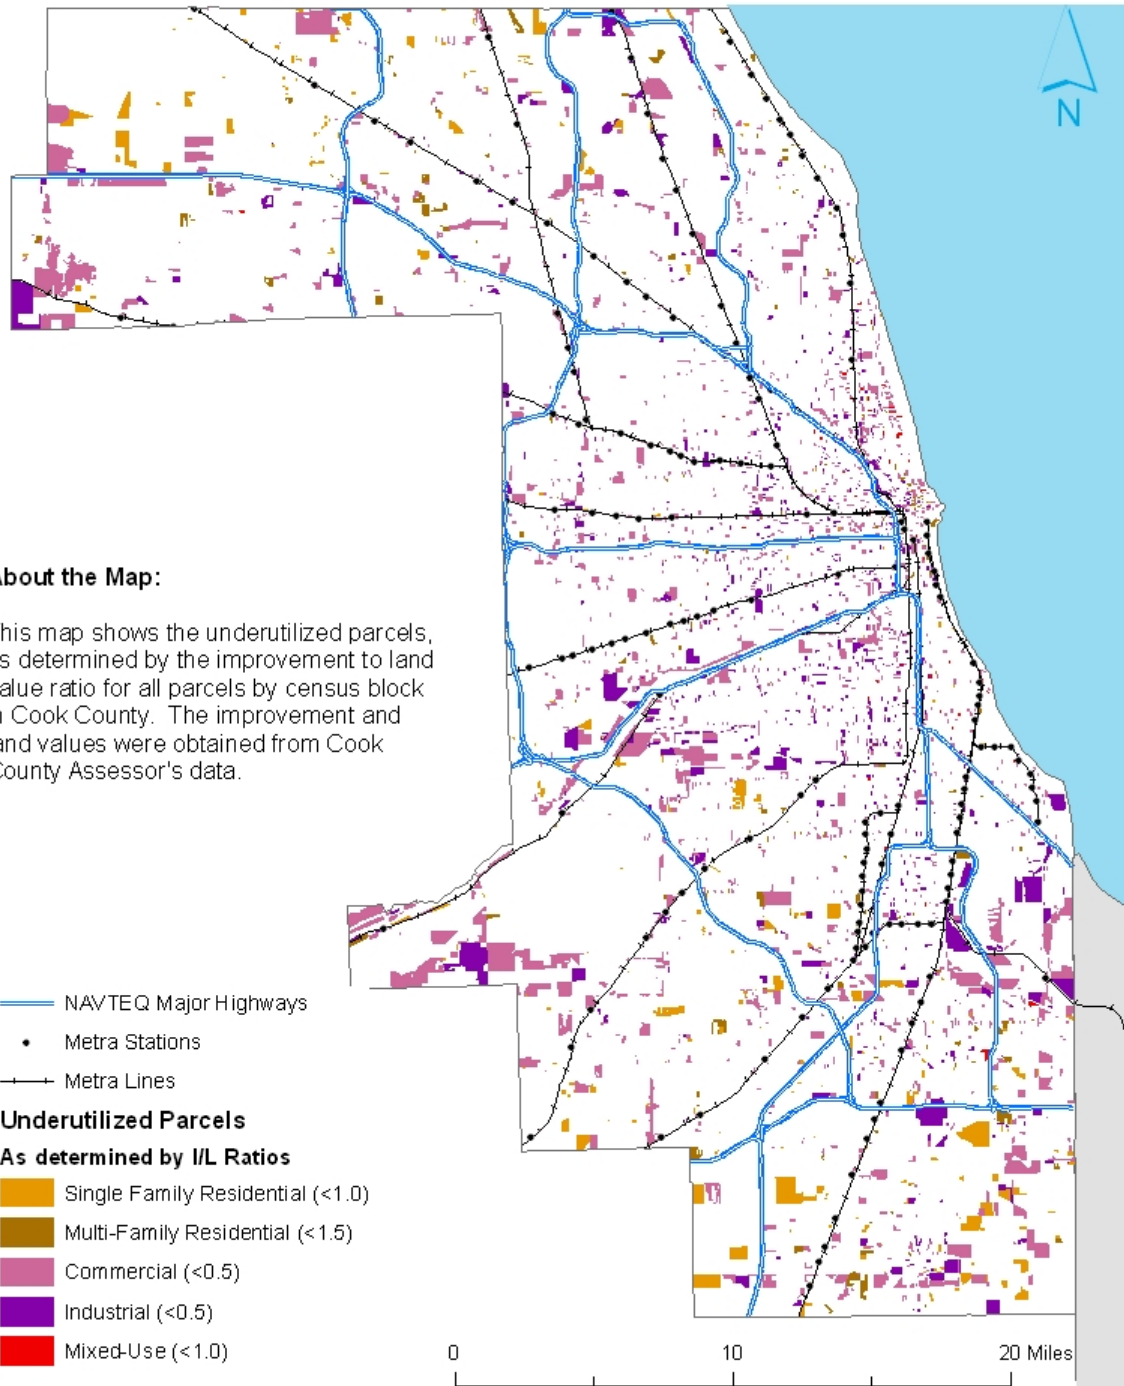 N
About the Map:
his map shows the underutilized parcels,
s determined by the improvement to land
alue ratio for all parcels by census block
Cook County. The improvement and
and values were obtained from Cook
County Assessor's data.
NAVTEQ Major Highways
Metra Stations
Metra Lines
Underutilized Parcels
As determined by I/L Ratios
Single Family Residential (<1.0)
Multi-Family Residential (<1.5)
Commercial (<0.5)
Industrial (<0.5)
Mixed-Use (<1.0)
0 10 20 Miles